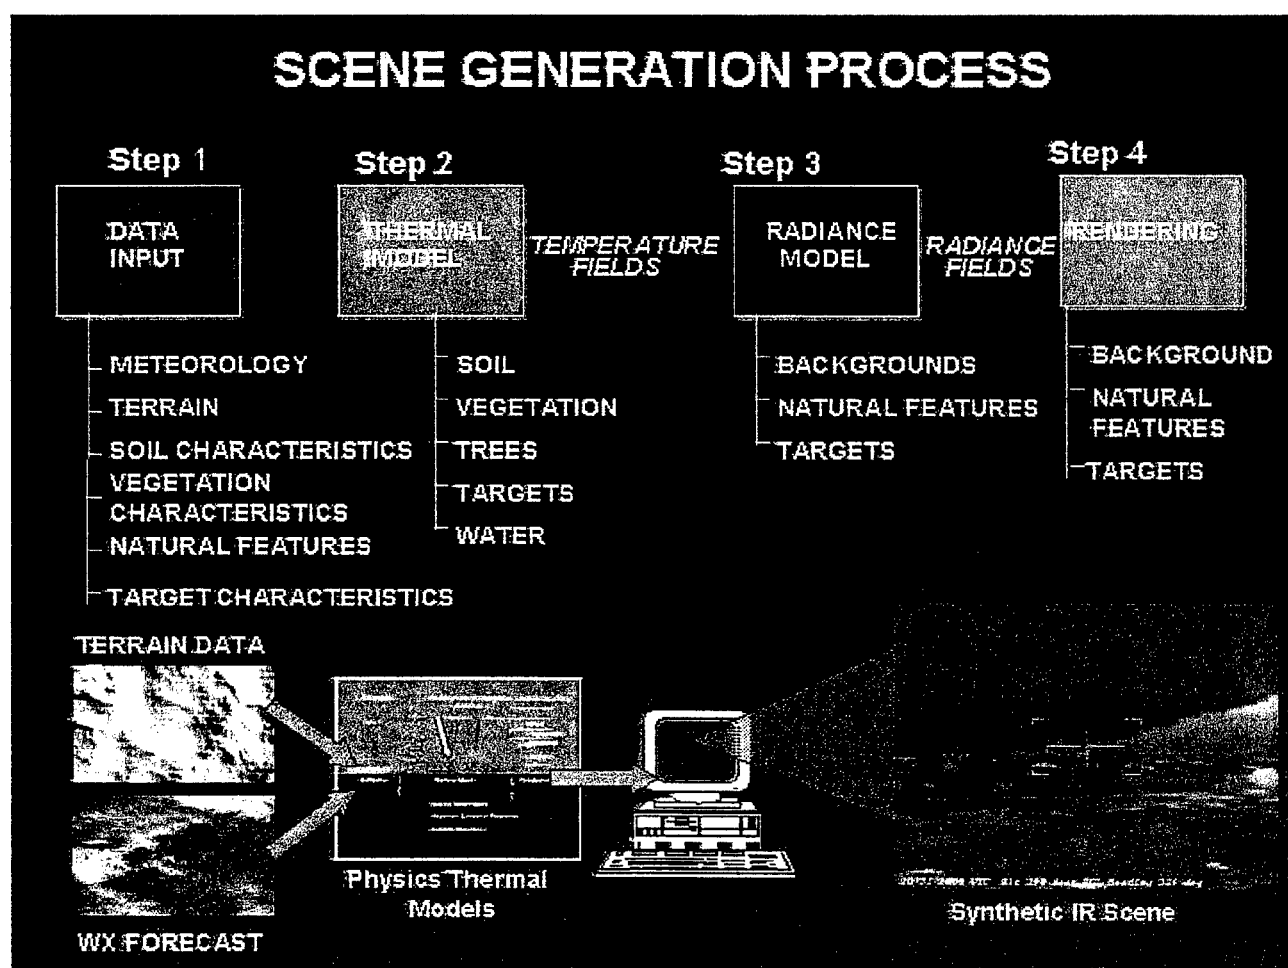 SCENE GENERATION PROCESS
Step 1
DATA
INPUT
METEOROLOGY
TERRAIN
SOIL CHARACTERISTICS
VEGETATION
CHARACTERISTICS
NATURAL FEATURES
TARGET CHARACTERISTICS
Step 2
THERMAL
MODEL
SOIL
VEGETATION
TREES
TARGETS
WATER
TEMPERATURE
FIELDS
Step 3
RADIANCE
MODEL
BACKGROUNDS
NATURAL FEATURES
TARGETS
RADIANCE
FIELDS
Step 4
RENDERING
BACKGROUND
NATURAL
FEATURES
TARGETS
TERRAIN DATA
WX FORECAST
Physics Thermal
Models
Synthetic IR Scene